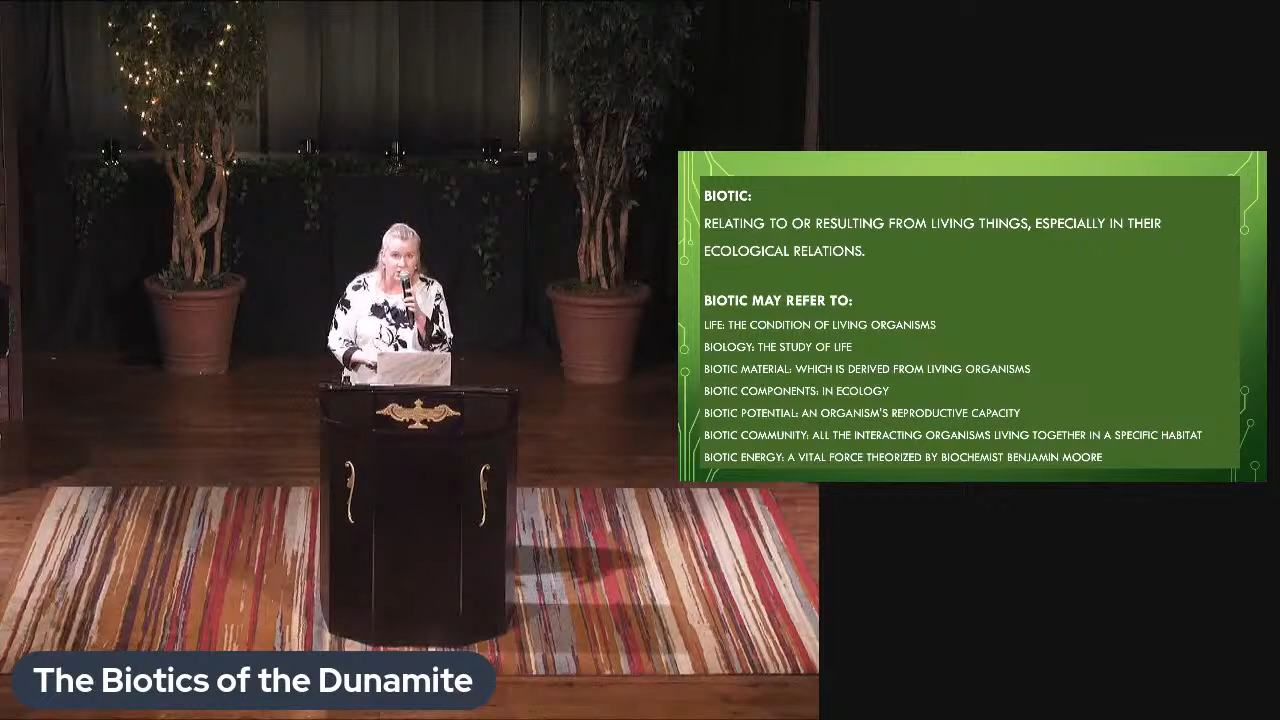 BIOTIC:
RELATING TO OR RESULTING FROM LIVING THINGS, ESPECIALLY IN THEIR
ECOLOGICAL RELATIONS.
BIOTIC MAY REFER TO:
LIFE: THE CONDITION OF LIVING ORGANISMS
BIOLOGY: THE STUDY OF LIFE
BIOTIC MATERIAL: WHICH IS DERIVED FROM LIVING ORGANISMS
BIOTIC COMPONENTS: IN ECOLOGY
BIOTIC POTENTIAL: AN ORGANISM'S REPRODUCTIVE CAPACITY
BIOTIC COMMUNITY: ALL THE INTERACTING ORGANISMS LIVING TOGETHER IN A SPECIFIC HABITAT
BIOTIC ENERGY: A VITAL FORCE THEORIZED BY BIOCHEMIST BENJAMIN MOORE
The Biotics of the Dunamite